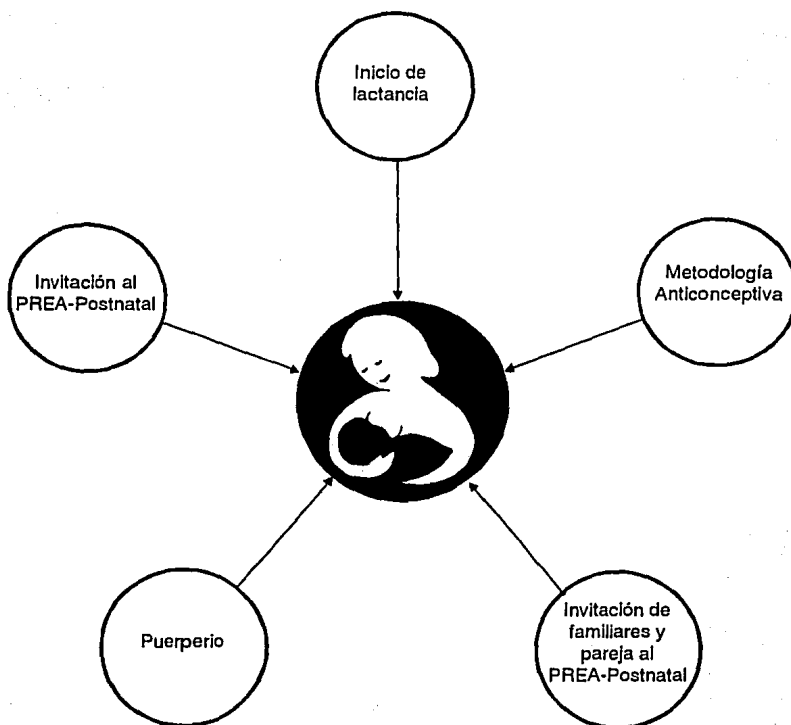 Inicio de
lactancia
Invitación al
PREA-Postnatal
Metodología
Anticonceptiva
Puerperio
Invitación de
familiares y
pareja al
PREA-Postnatal